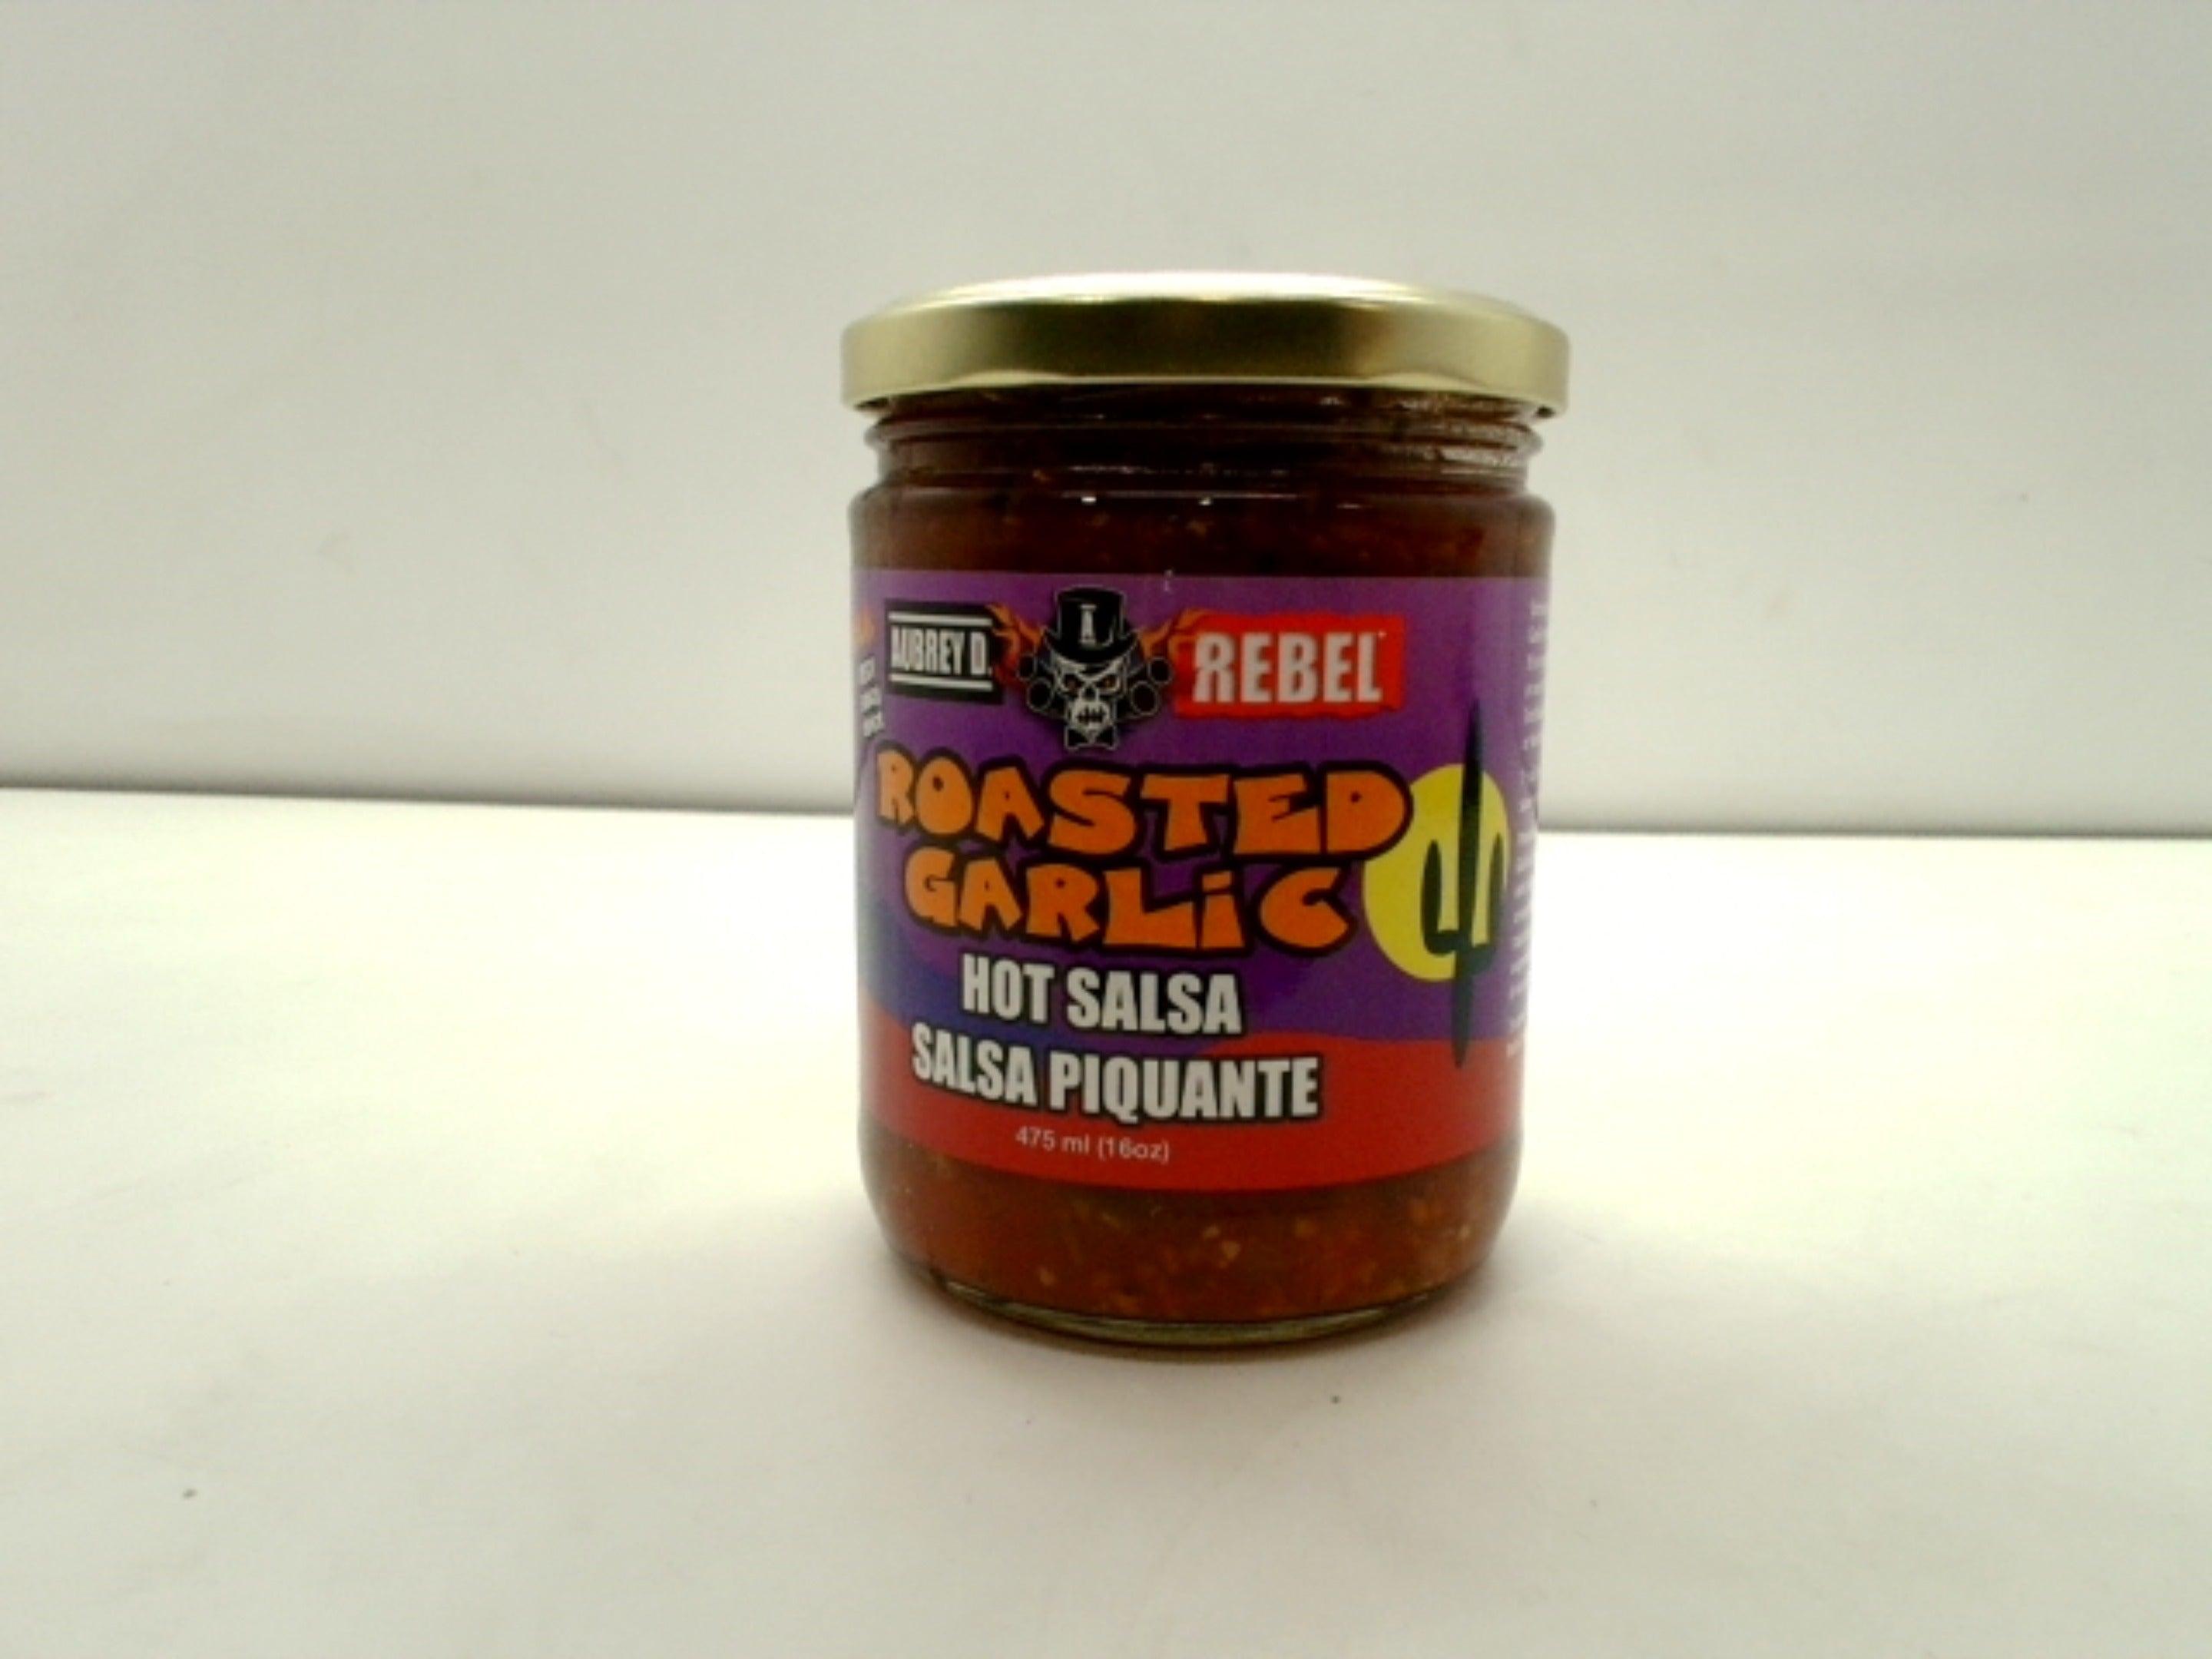 AUBREY D.
A
REBEL
ROASTED
GARLiC
HOT SALSA
SALSA PIQUANTE
475 ml (16oz)